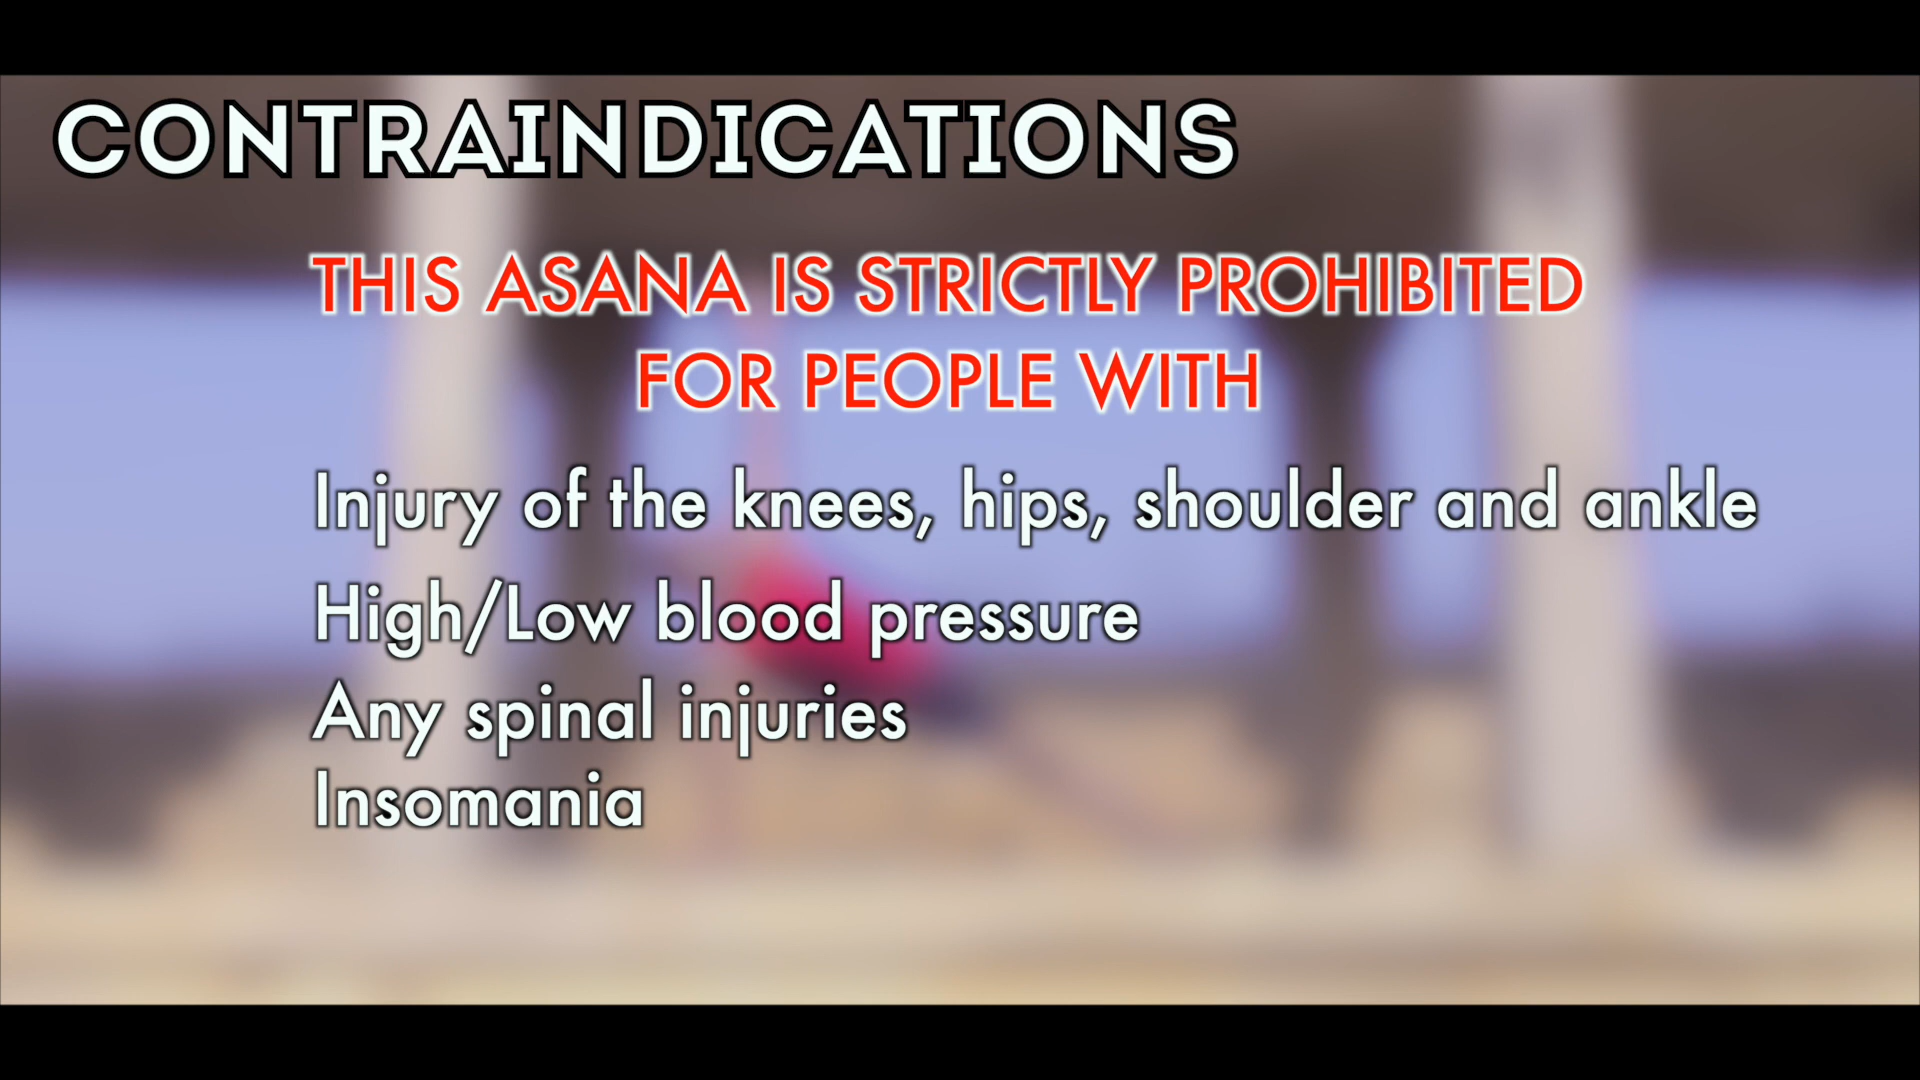 CONTRAINDICATIONS
THIS ASANA IS STRICTLY PROHIBITED
FOR PEOPLE WITH
Injury of the knees, hips, shoulder and ankle
High/Low blood pressure
Any spinal injuries
Insomania